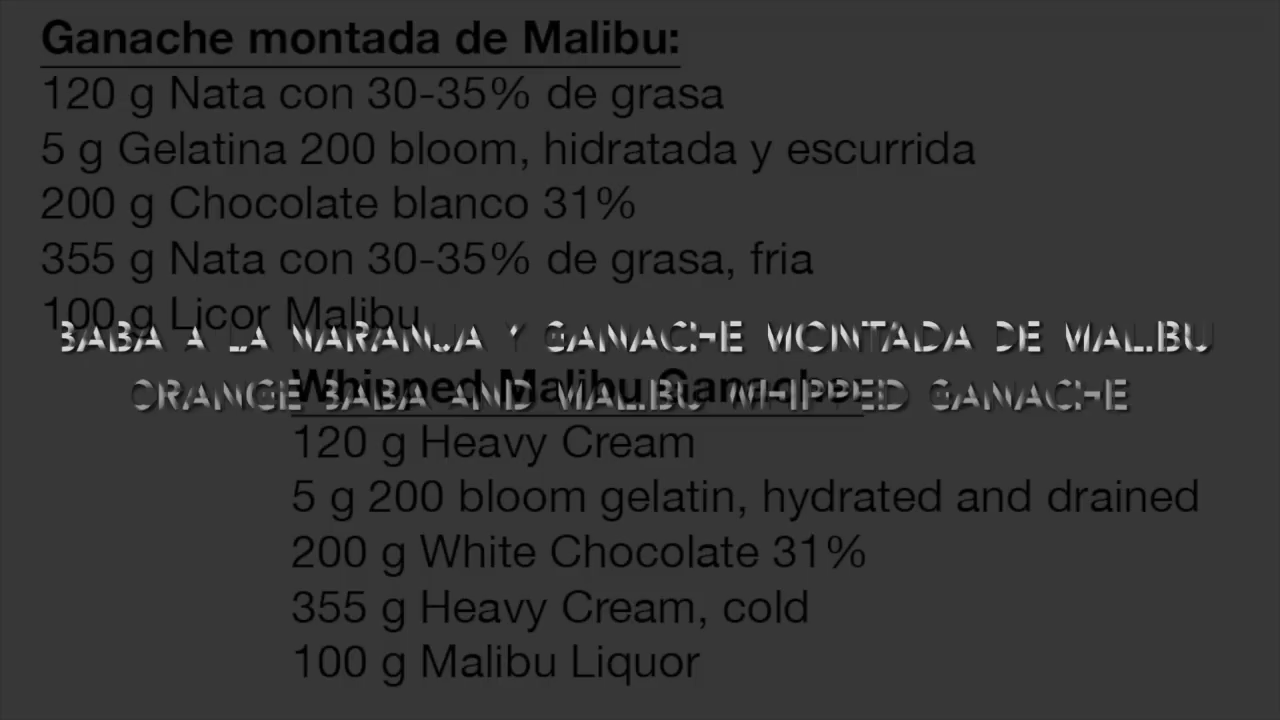 Ganache montada de Malibu:
120 g Nata con 30-35% de grasa
5 g Gelatina 200 bloom, hidratada y escurrida
200 g Chocolate blanco 31%
355 g Nata con 30-35% de grasa, fria
100 g Licor Malibu
BABA A LA NARANJA Y GANACHE MONTADA DE MALIBU
Whipped Malibu Ganache:
ORANGE BABA AND MALIBU WHIPPED GANACHE
120 g Heavy Cream
5 g 200 bloom gelatin, hydrated and drained
200 g White Chocolate 31%
355 g Heavy Cream, cold
100 g Malibu Liquor